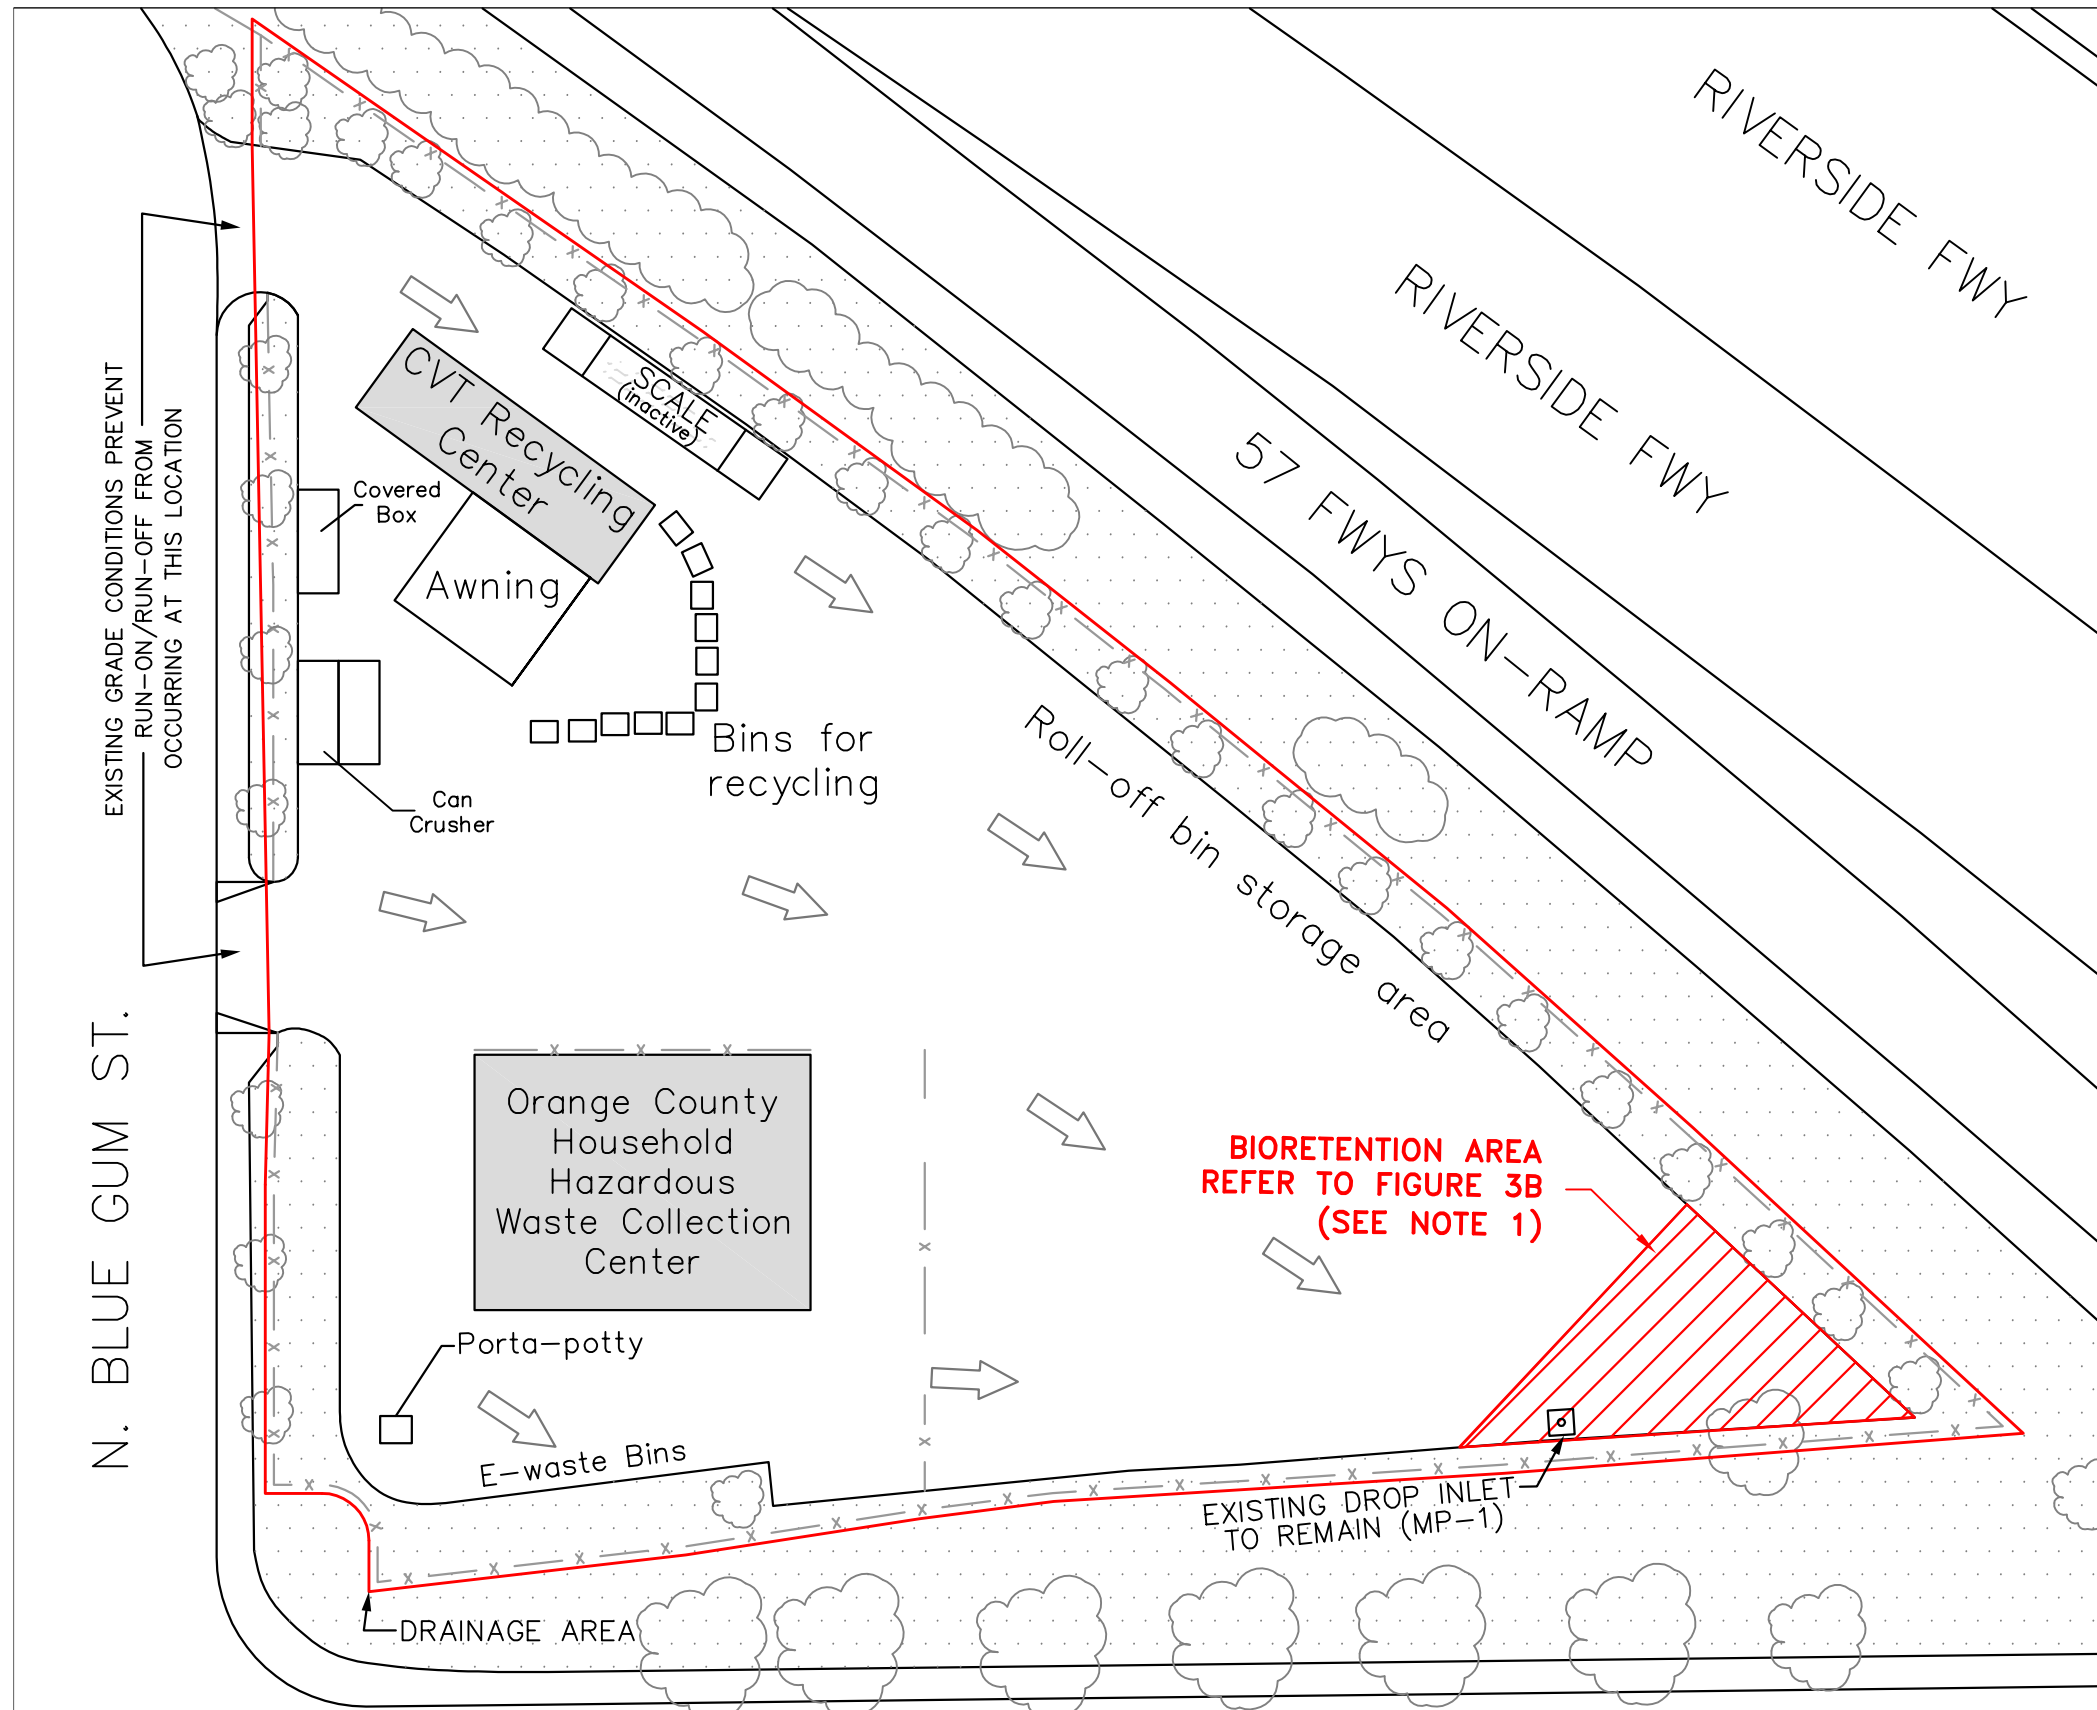 RIVERSIDE FWY
RIVERSIDE FWY
57 FWYS ON-RAMP
EXISTING GRADE CONDITIONS PREVENT
RUN-ON/RUN-OFF FROM
OCCURRING AT THIS LOCATION
CVT Recycling
Center
SCALE
(inactive)
Covered
Box
Awning
Bins for
recycling
Can
Crusher
Roll-off bin storage area
N. BLUE GUM ST.
Orange County
Household
Hazardous
Waste Collection
Center
BIORETENTION AREA
REFER TO FIGURE 3B
(SEE NOTE 1)
Porta-potty
E-waste Bins
EXISTING DROP INLET
TO REMAIN (MP-1)
DRAINAGE AREA